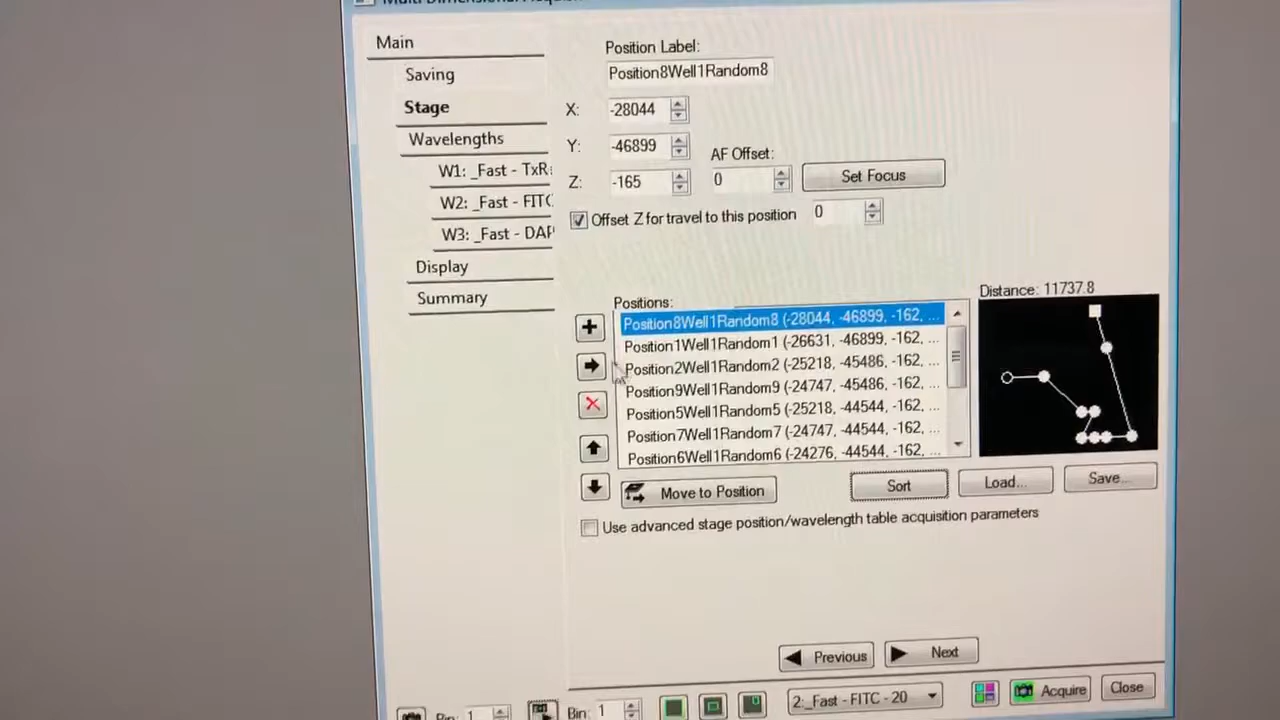 Main
Saving
Stage
Wavelengths
W1: _Fast - TxR
W2: _Fast - FITC
W3: _Fast - DAP
Display
Summary
Position Label:
Position8Well1Random8
X: -28044
Y: -46899
Z: -165
AF Offset:
0
Set Focus
Offset Z for travel to this position 0
Positions:
Position8Well1Random8 (-28044, -46899, -162, ...
Position1Well1Random1 (-26631, -46899, -162, ...
Position2Well1Random2 (-25218, -45486, -162, ...
Position9Well1Random9 (-24747, -45486, -162, ...
Position5Well1Random5 (-25218, -44544, -162, ...
Position7Well1Random7 (-24747, -44544, -162, ...
Position6Well1Random6 (-24276, -44544, -162, ...
Distance: 11737.8
Move to Position
Sort
Load...
Save...
Use advanced stage position/wavelength table acquisition parameters
Previous
Next
Bin: 1
Bin: 1
2:_Fast - FITC - 20
Acquire
Close